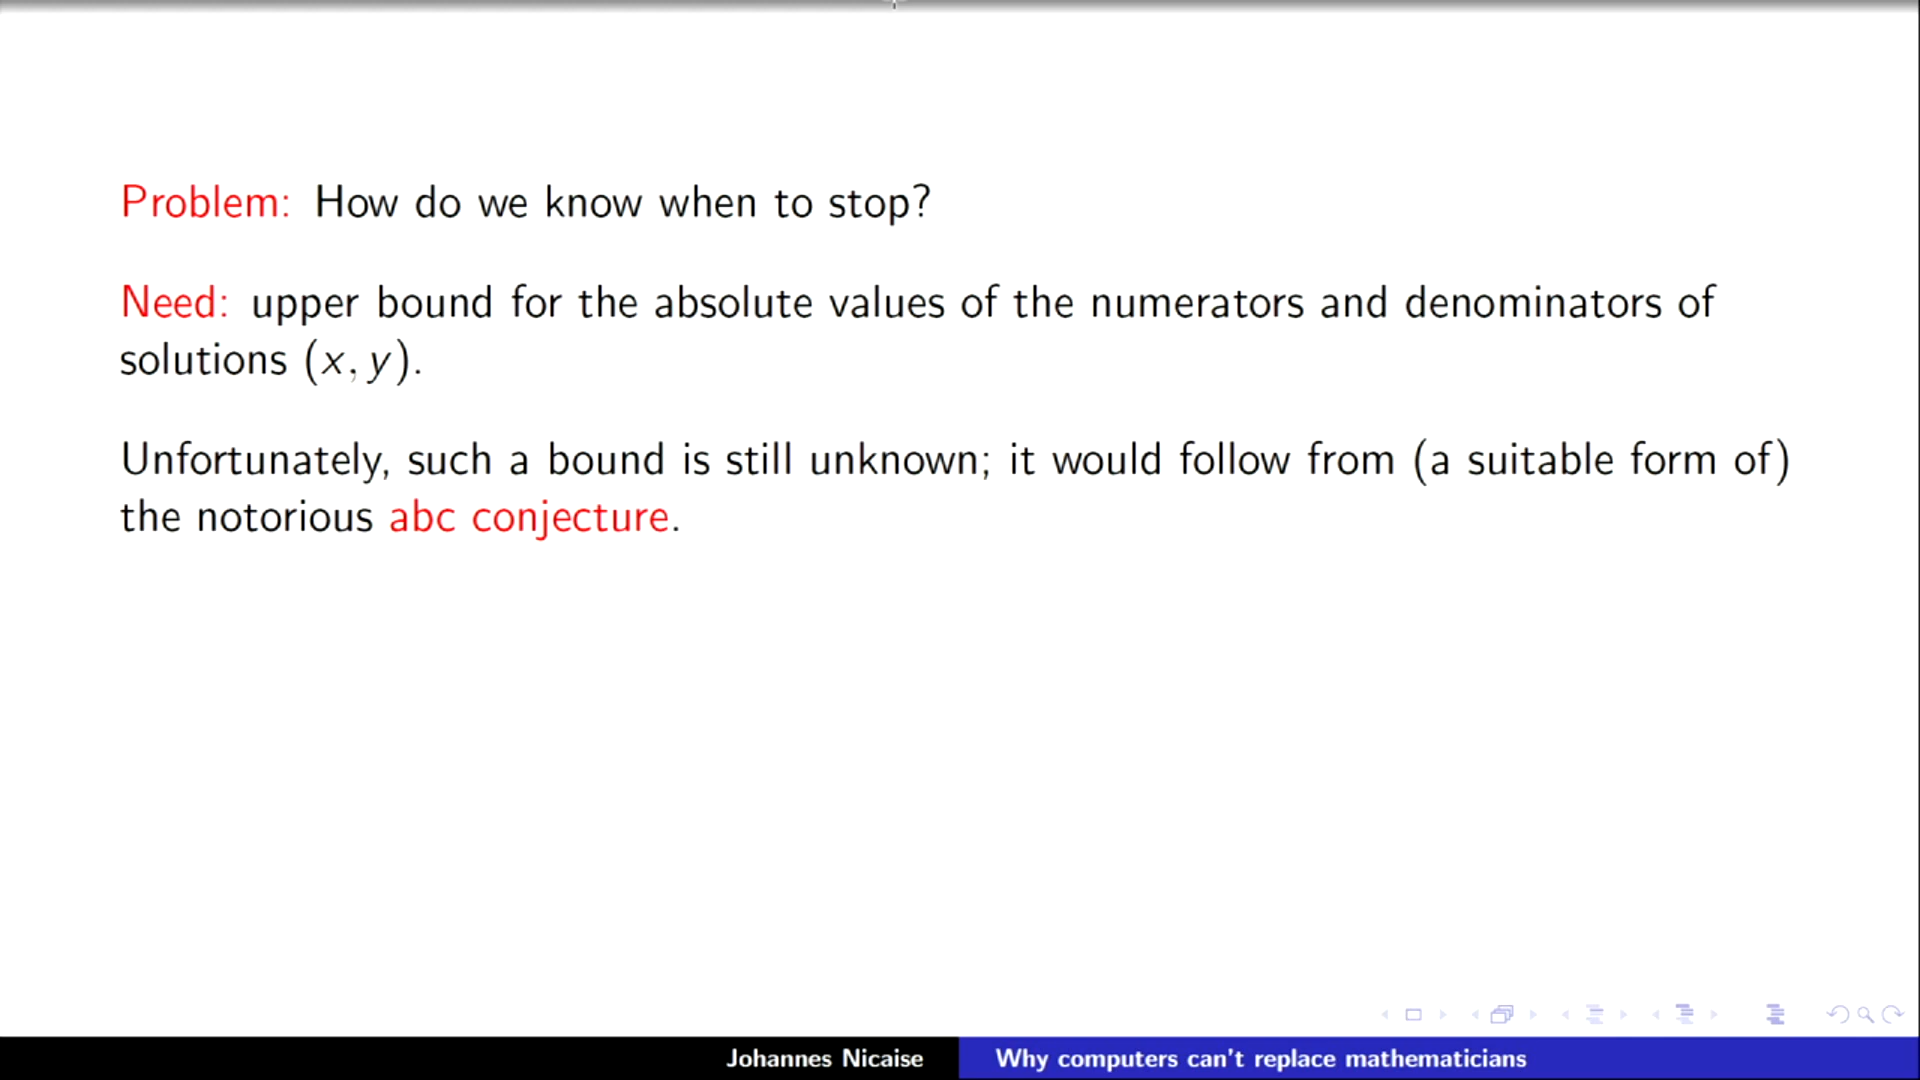 Problem: How do we know when to stop?
Need: upper bound for the absolute values of the numerators and denominators of
solutions (x, y).
Unfortunately, such a bound is still unknown; it would follow from (a suitable form of)
the notorious abc conjecture.
Johannes Nicaise
Why computers can't replace mathematicians